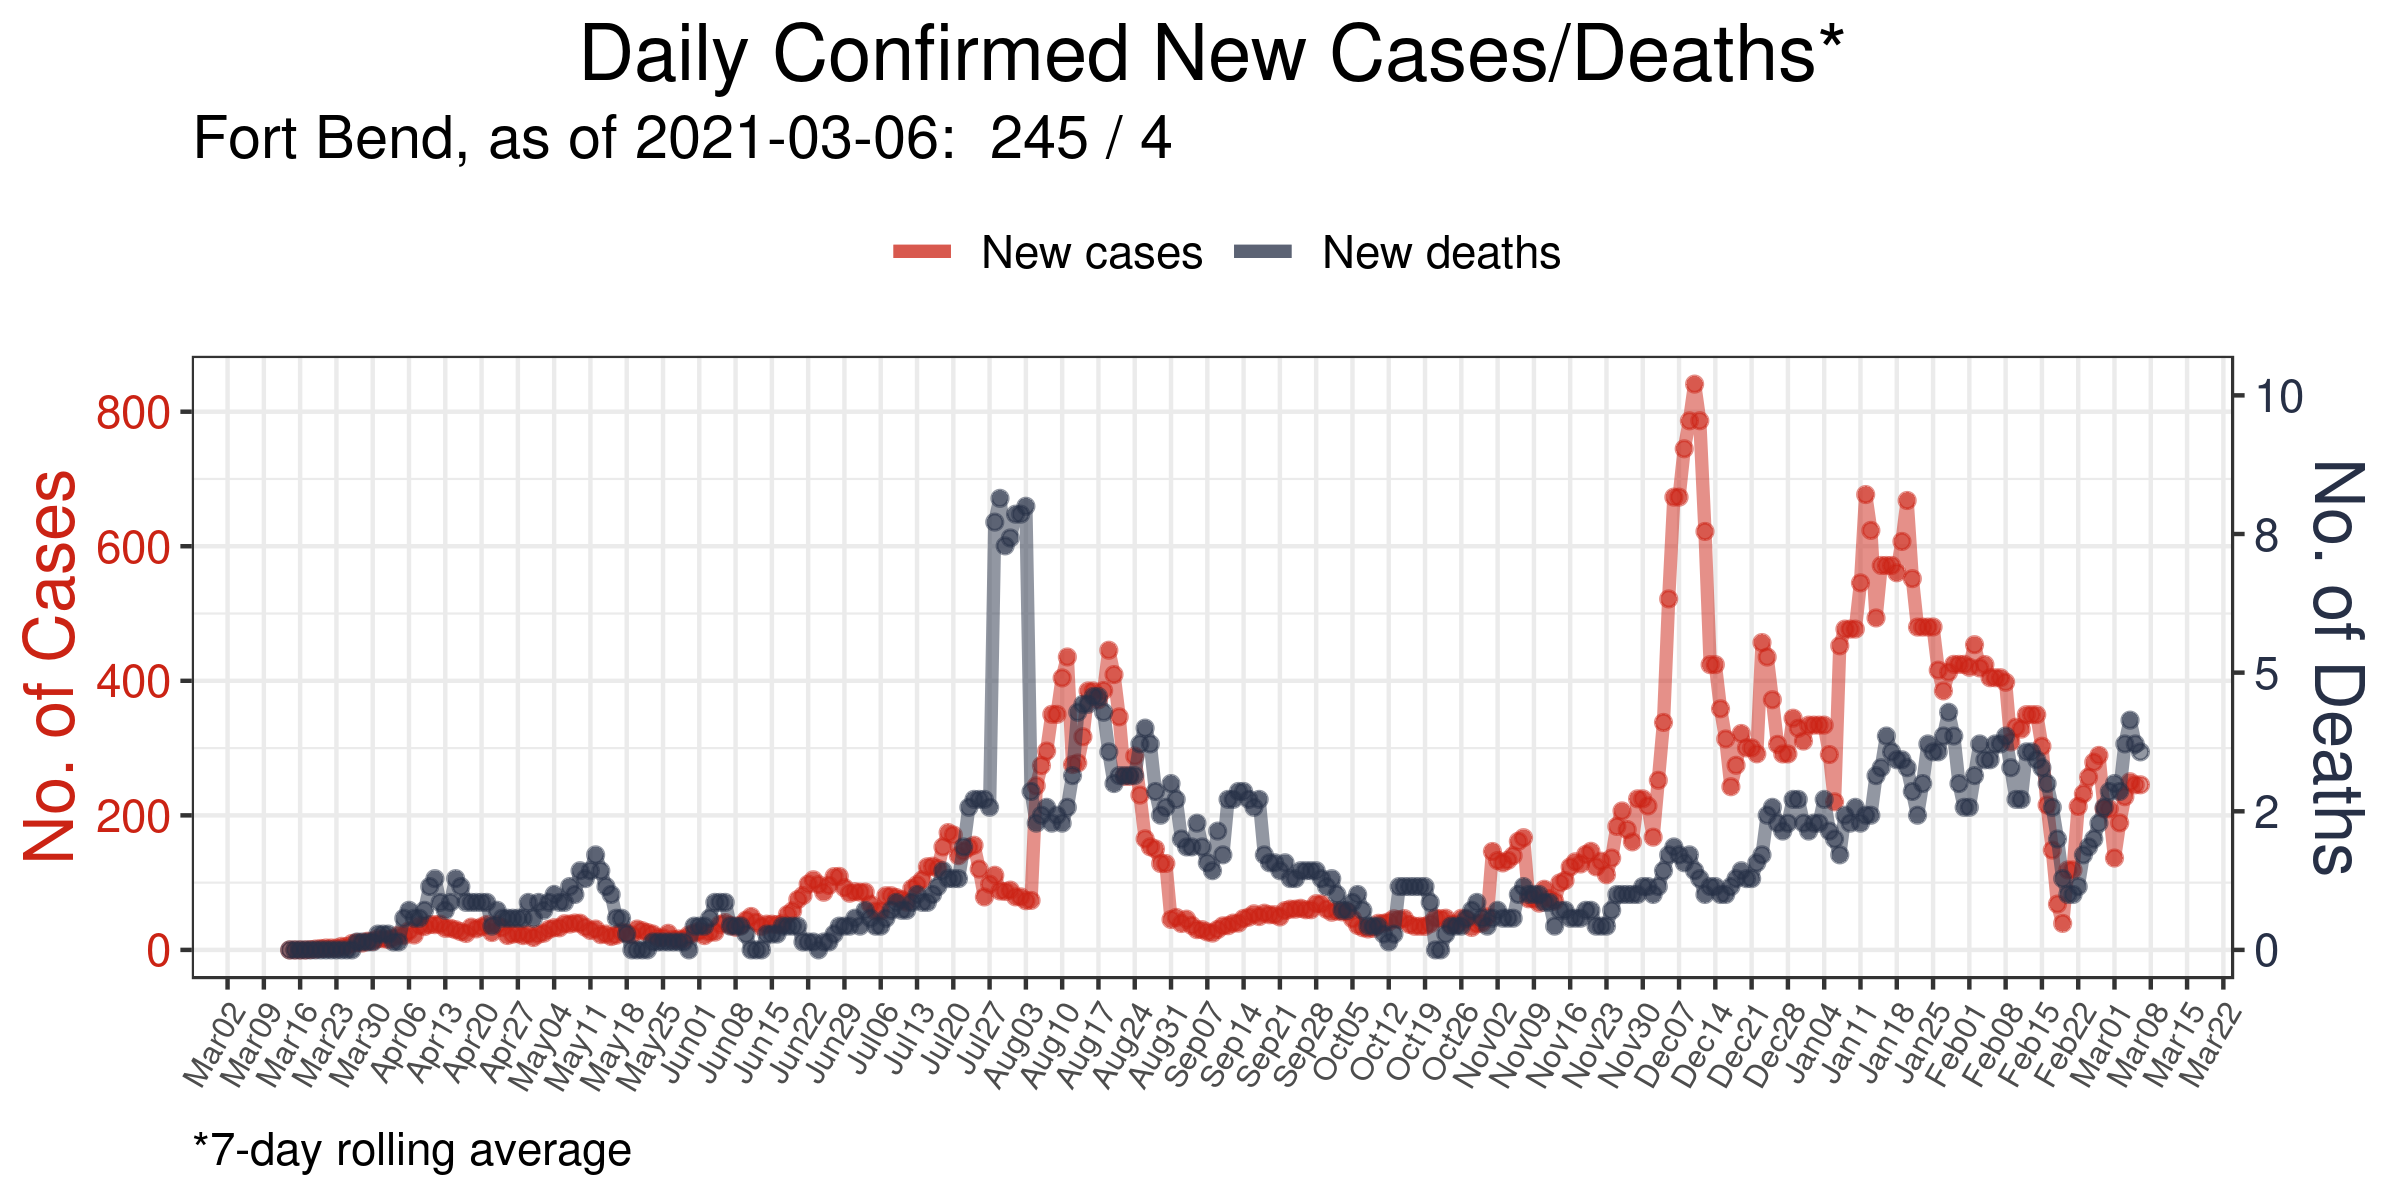 Daily Confirmed New Cases/Deaths*
Fort Bend, as of 2021-03-06:  245 / 4
New cases
New deaths
No. of Cases
800
600
400
200
0
10
8
5
2
0
No. of Deaths
Mar02
Mar09
Mar16
Mar23
Mar30
Apr06
Apr13
Apr20
Apr27
May04
May11
May18
May25
Jun01
Jun08
Jun15
Jun22
Jun29
Jul06
Jul13
Jul20
Jul27
Aug03
Aug10
Aug17
Aug24
Aug31
Sep07
Sep14
Sep21
Sep28
Oct05
Oct12
Oct19
Oct26
Nov02
Nov09
Nov16
Nov23
Nov30
Dec07
Dec14
Dec21
Dec28
Jan04
Jan11
Jan18
Jan25
Feb01
Feb08
Feb15
Feb22
Mar01
Mar08
Mar15
Mar22
*7-day rolling average